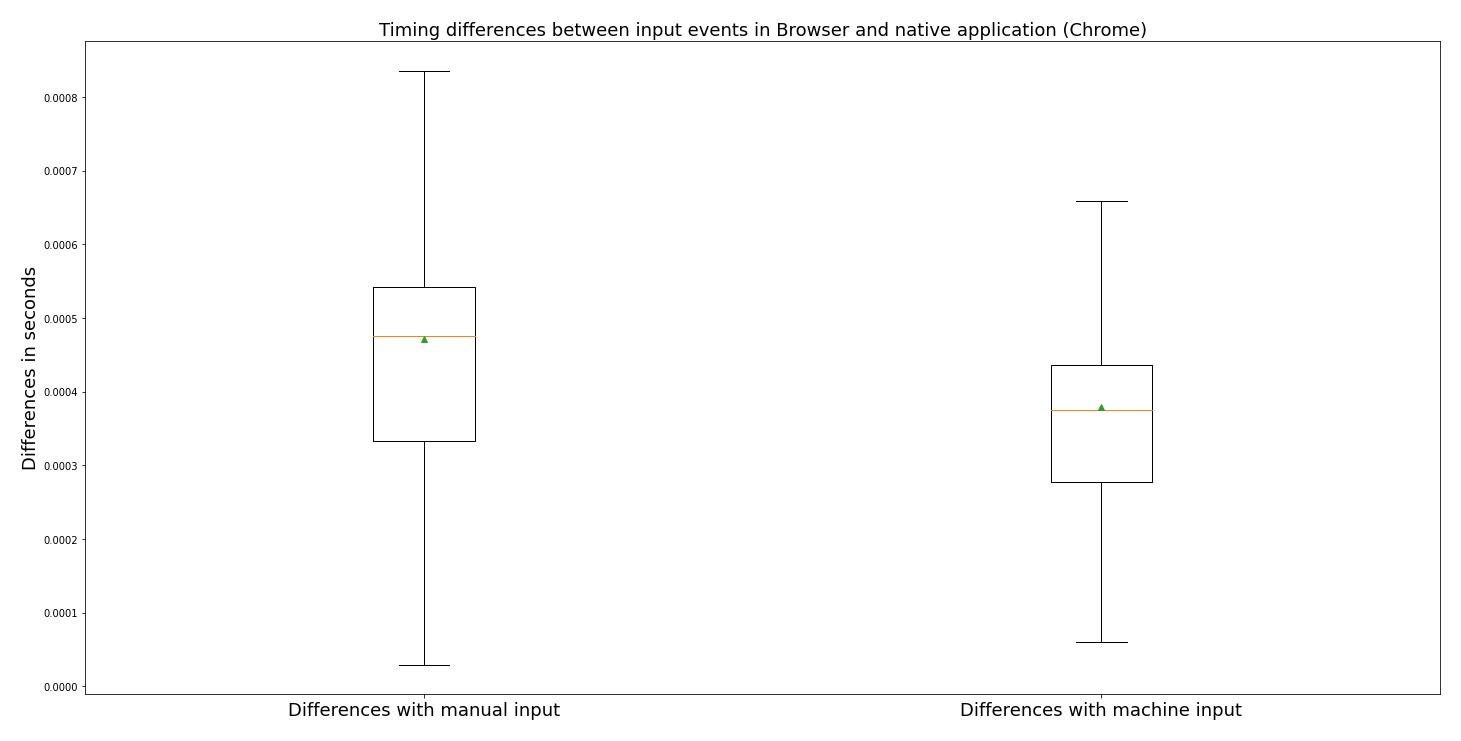 Timing differences between input events in Browser and native application (Chrome)
Differences in seconds
0.0008
0.0007
0.0006
0.0005
0.0004
0.0003
0.0002
0.0001
0.0000
Differences with manual input
Differences with machine input